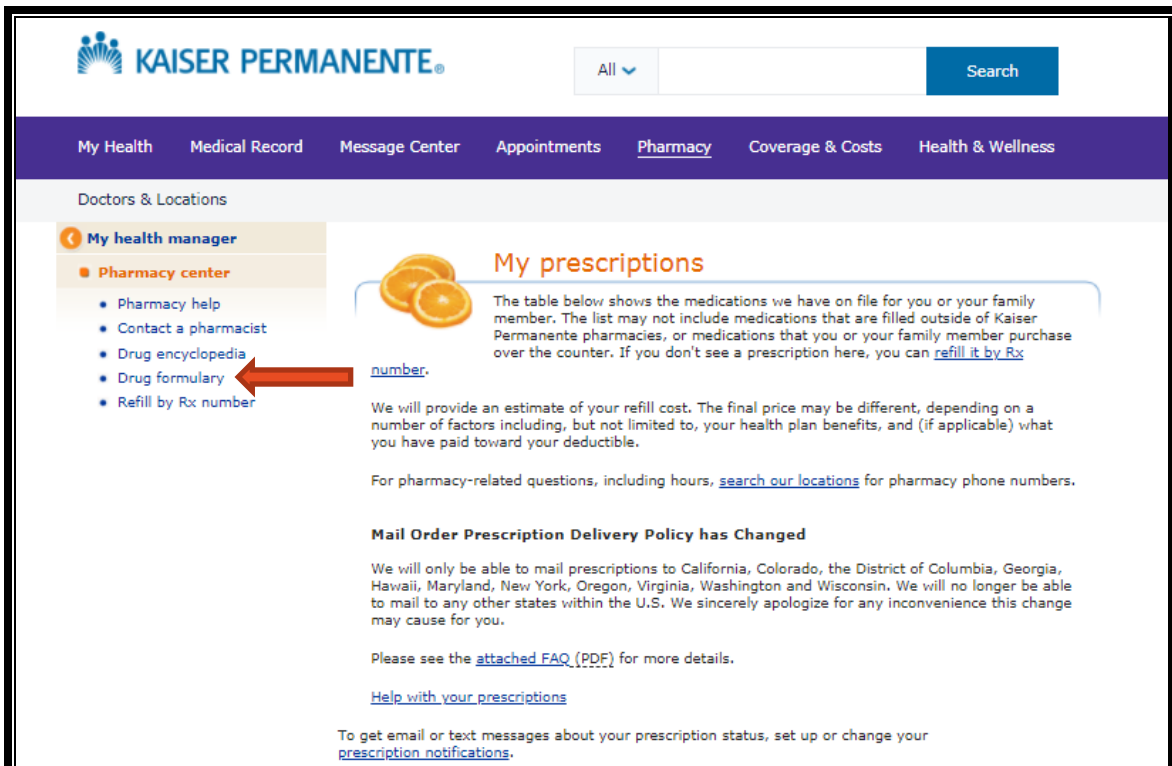 KAISER PERMANENTE®
All
Search
My Health Medical Record Message Center Appointments Pharmacy Coverage & Costs Health & Wellness
Doctors & Locations
My health manager
Pharmacy center
• Pharmacy help
• Contact a pharmacist
• Drug encyclopedia
• Drug formulary
• Refill by Rx number
My prescriptions
The table below shows the medications we have on file for you or your family
member. The list may not include medications that are filled outside of Kaiser
Permanente pharmacies, or medications that you or your family member purchase
over the counter. If you don't see a prescription here, you can refill it by Rx
number.
We will provide an estimate of your refill cost. The final price may be different, depending on a
number of factors including, but not limited to, your health plan benefits, and (if applicable) what
you have paid toward your deductible.
For pharmacy-related questions, including hours, search our locations for pharmacy phone numbers.
Mail Order Prescription Delivery Policy has Changed
We will only be able to mail prescriptions to California, Colorado, the District of Columbia, Georgia,
Hawaii, Maryland, New York, Oregon, Virginia, Washington and Wisconsin. We will no longer be able
to mail to any other states within the U.S. We sincerely apologize for any inconvenience this change
may cause for you.
Please see the attached FAQ (PDF) for more details.
Help with your prescriptions
To get email or text messages about your prescription status, set up or change your
prescription notifications.